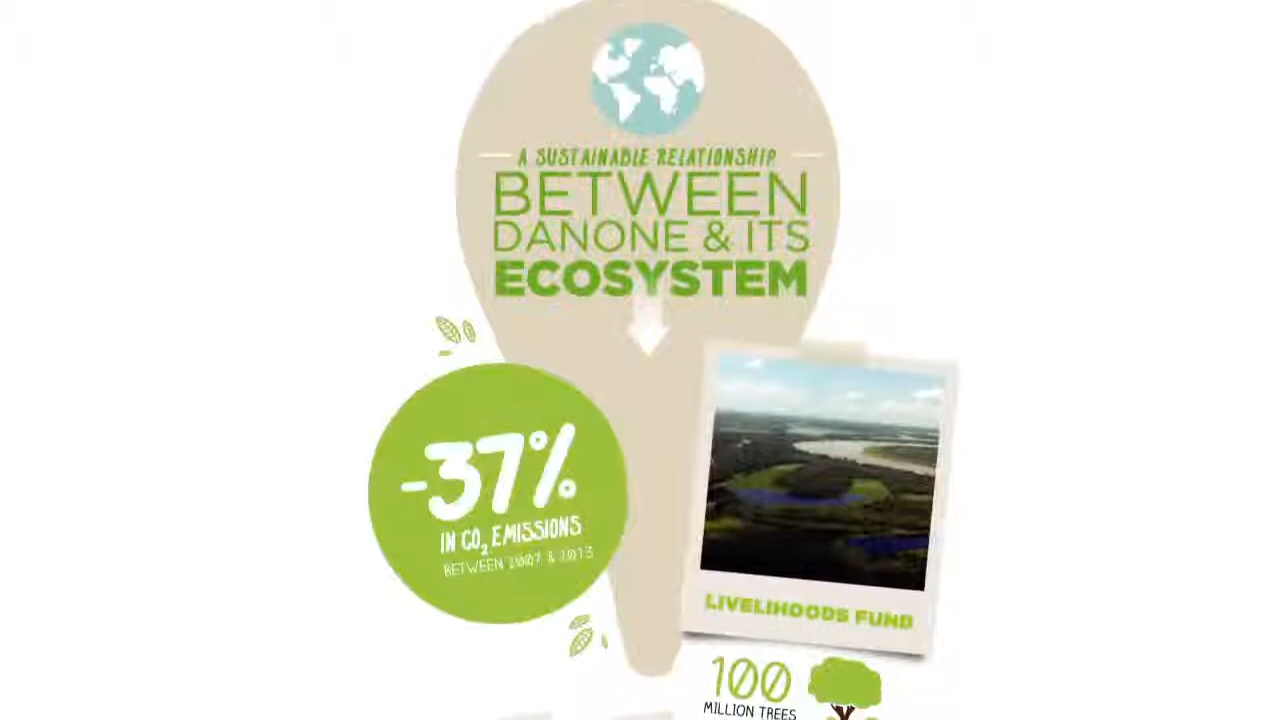 A SUSTAINABLE RELATIONSHIP
BETWEEN
DANONE & ITS
ECOSYSTEM
-37%
IN CO₂ EMISSIONS
BETWEEN 2007 & 2013
LIVELIHOODS FUND
100
MILLION TREES